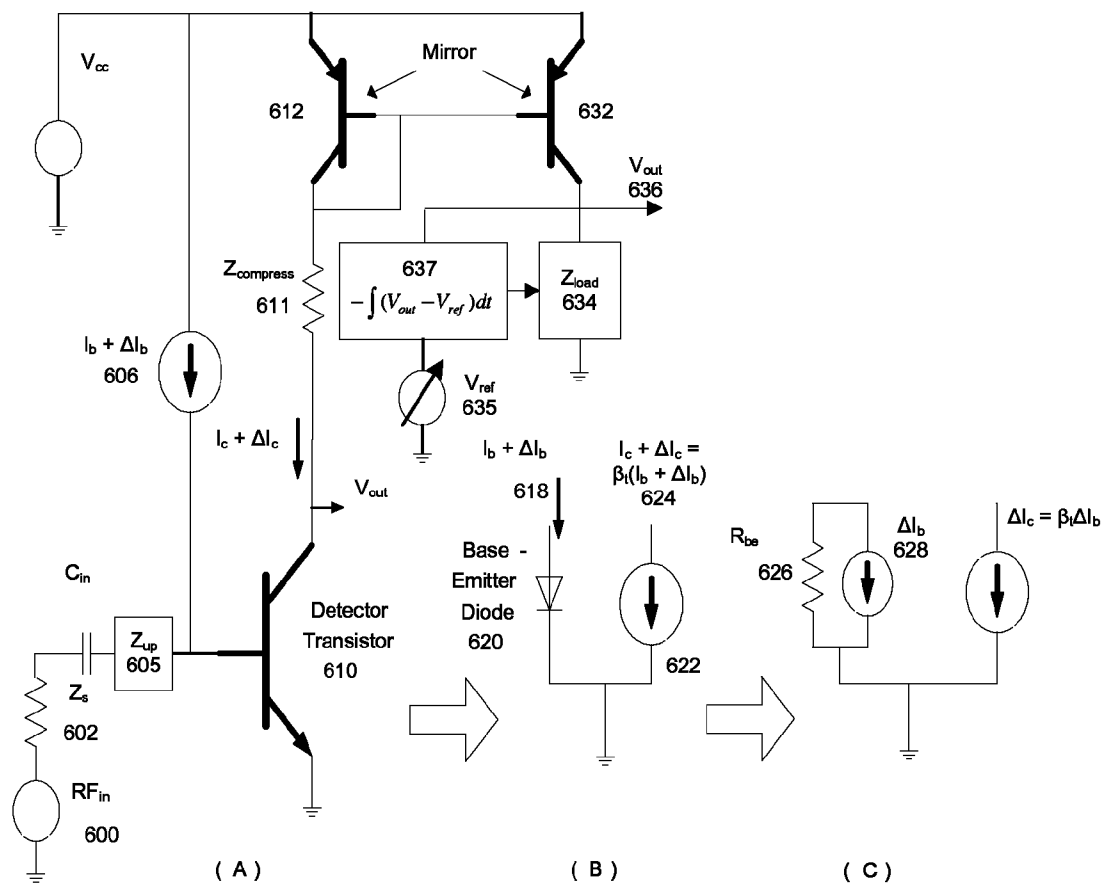 Mirror
V_cc
612
632
V_out
636
Z_compress
611
637
−∫(V_out − V_ref)dt
Z_load
634
I_b + ΔI_b
606
V_ref
635
I_c + ΔI_c
V_out
I_b + ΔI_b
618
I_c + ΔI_c =
β_t(I_b + ΔI_b)
624
R_be
626
ΔI_b
628
ΔI_c = β_tΔI_b
Base -
Emitter
Diode
620
622
C_in
Z_up
605
Detector
Transistor
610
Z_s
602
RF_in
600
( A )
( B )
( C )